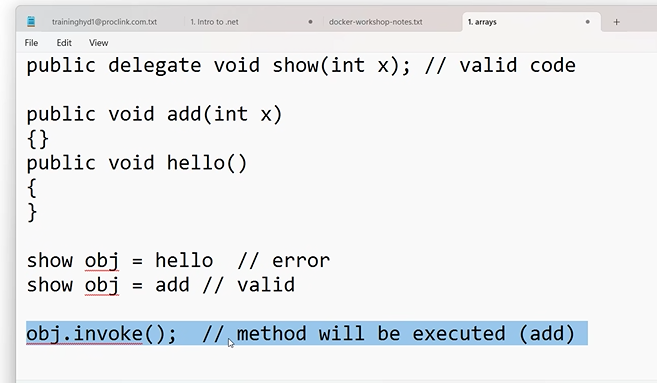 traininghyd1@proclink.com.txt
1. Intro to .net
docker-workshop-notes.txt
1. arrays
File Edit View
public delegate void show(int x); // valid code
public void add(int x)
{}
public void hello()
{
}
show obj = hello // error
show obj = add // valid
obj.invoke(); // method will be executed (add)